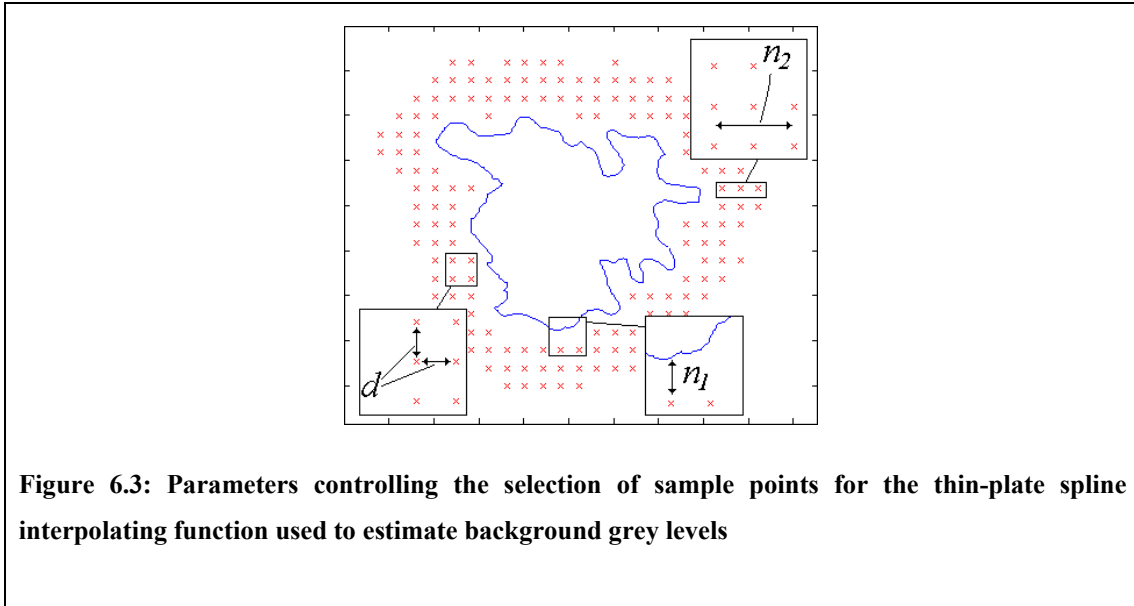 n2
d
n1
Figure 6.3: Parameters controlling the selection of sample points for the thin-plate spline
interpolating function used to estimate background grey levels